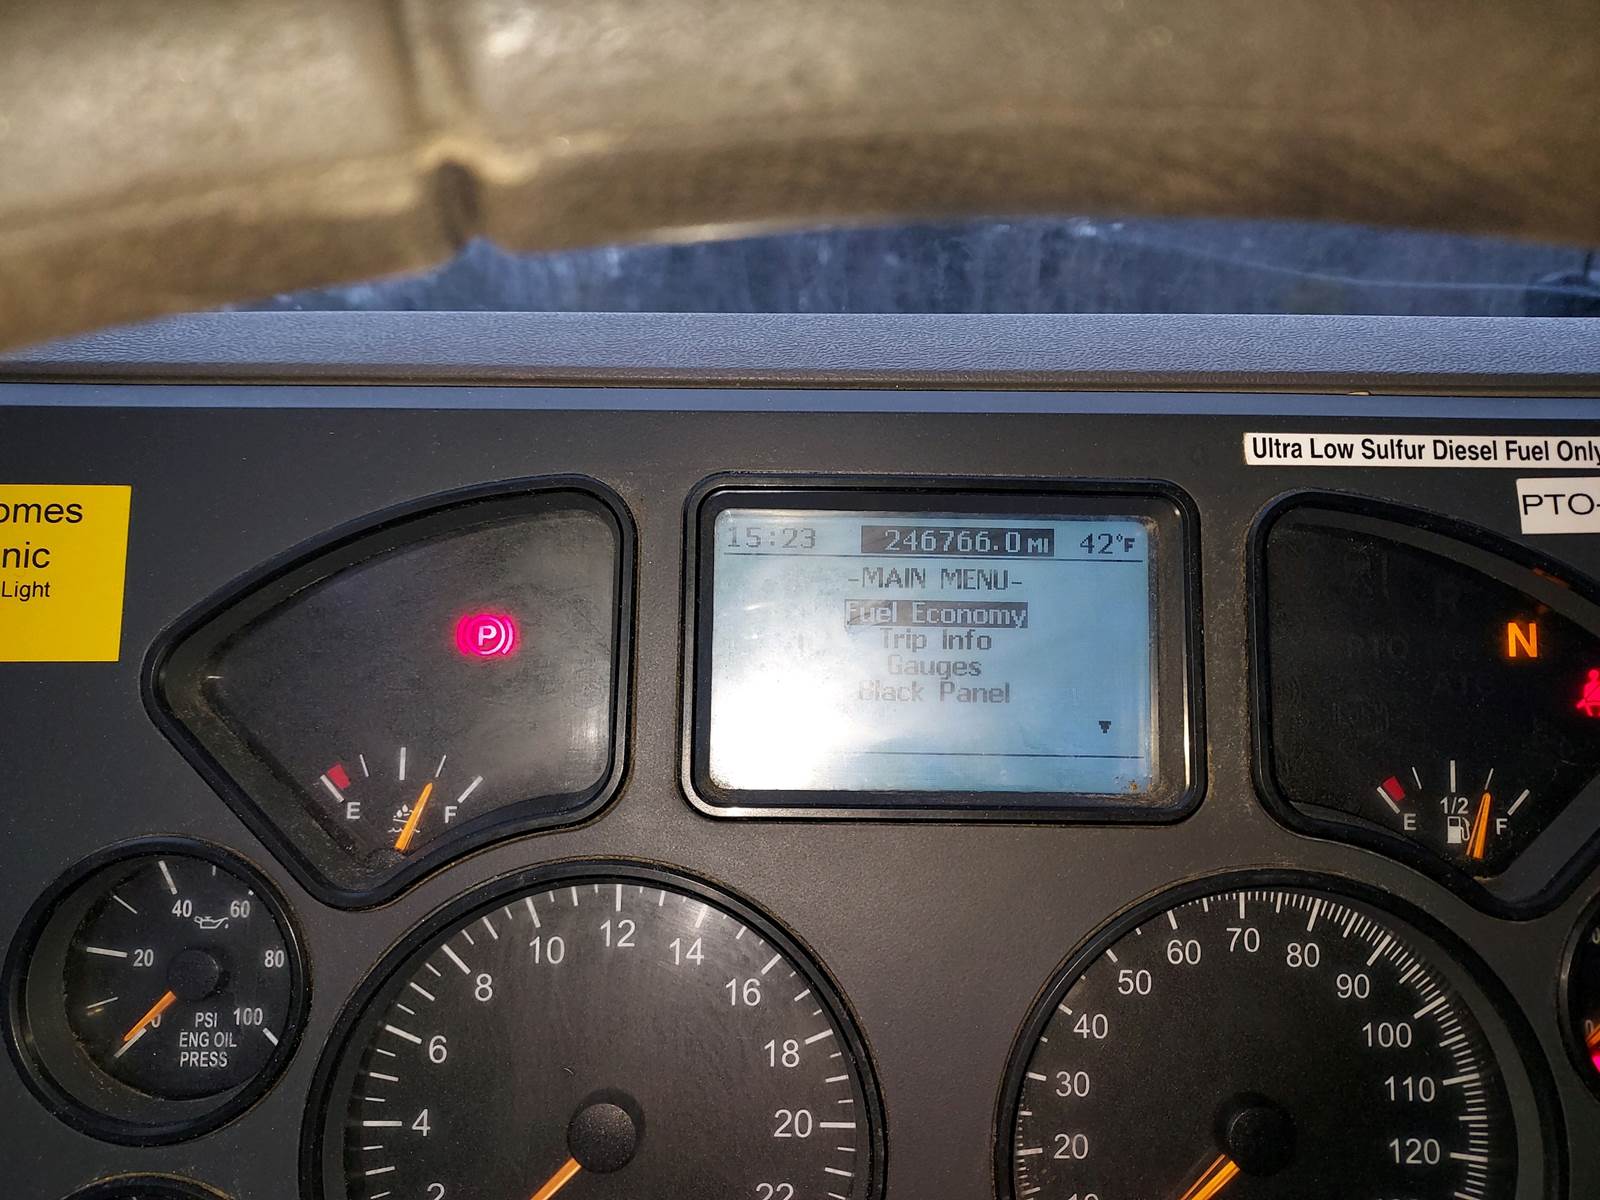 Ultra Low Sulfur Diesel Fuel Only
PTO-
omes
nic
Light
15:23 246766.0 MI 42°F
-MAIN MENU-
Fuel Economy
Trip Info
Gauges
Black Panel
P
N
E F
E 1/2 F
0 20 40 60 80 100
PSI
ENG OIL
PRESS
2 4 6 8 10 12 14 16 18 20 22
10 20 30 40 50 60 70 80 90 100 110 120